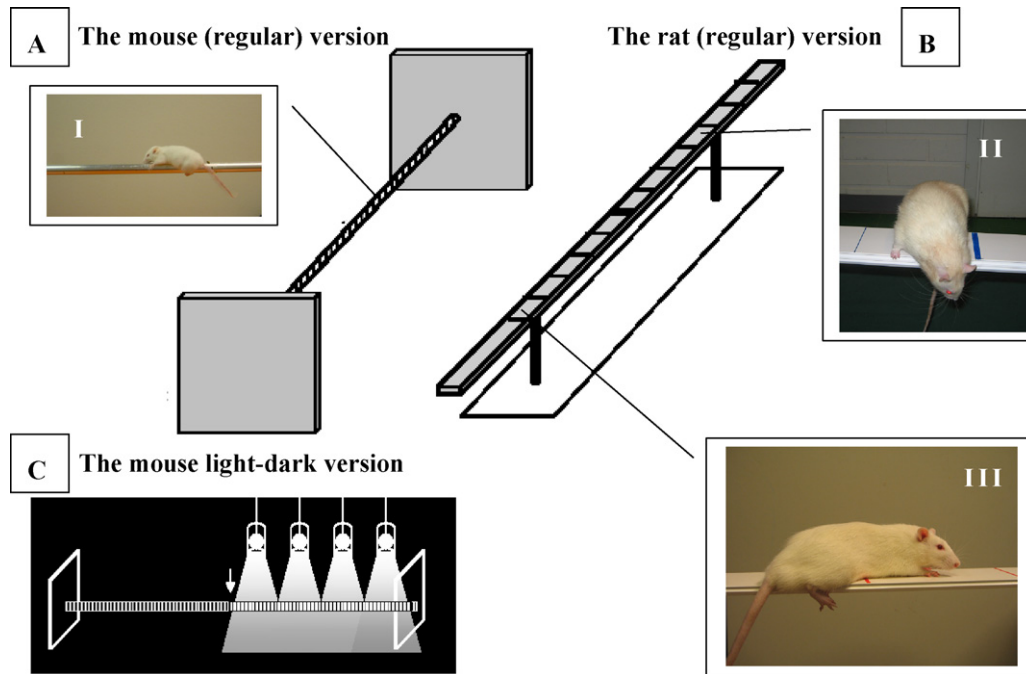 A
The mouse (regular) version
The rat (regular) version
B
I
II
C
The mouse light-dark version
III